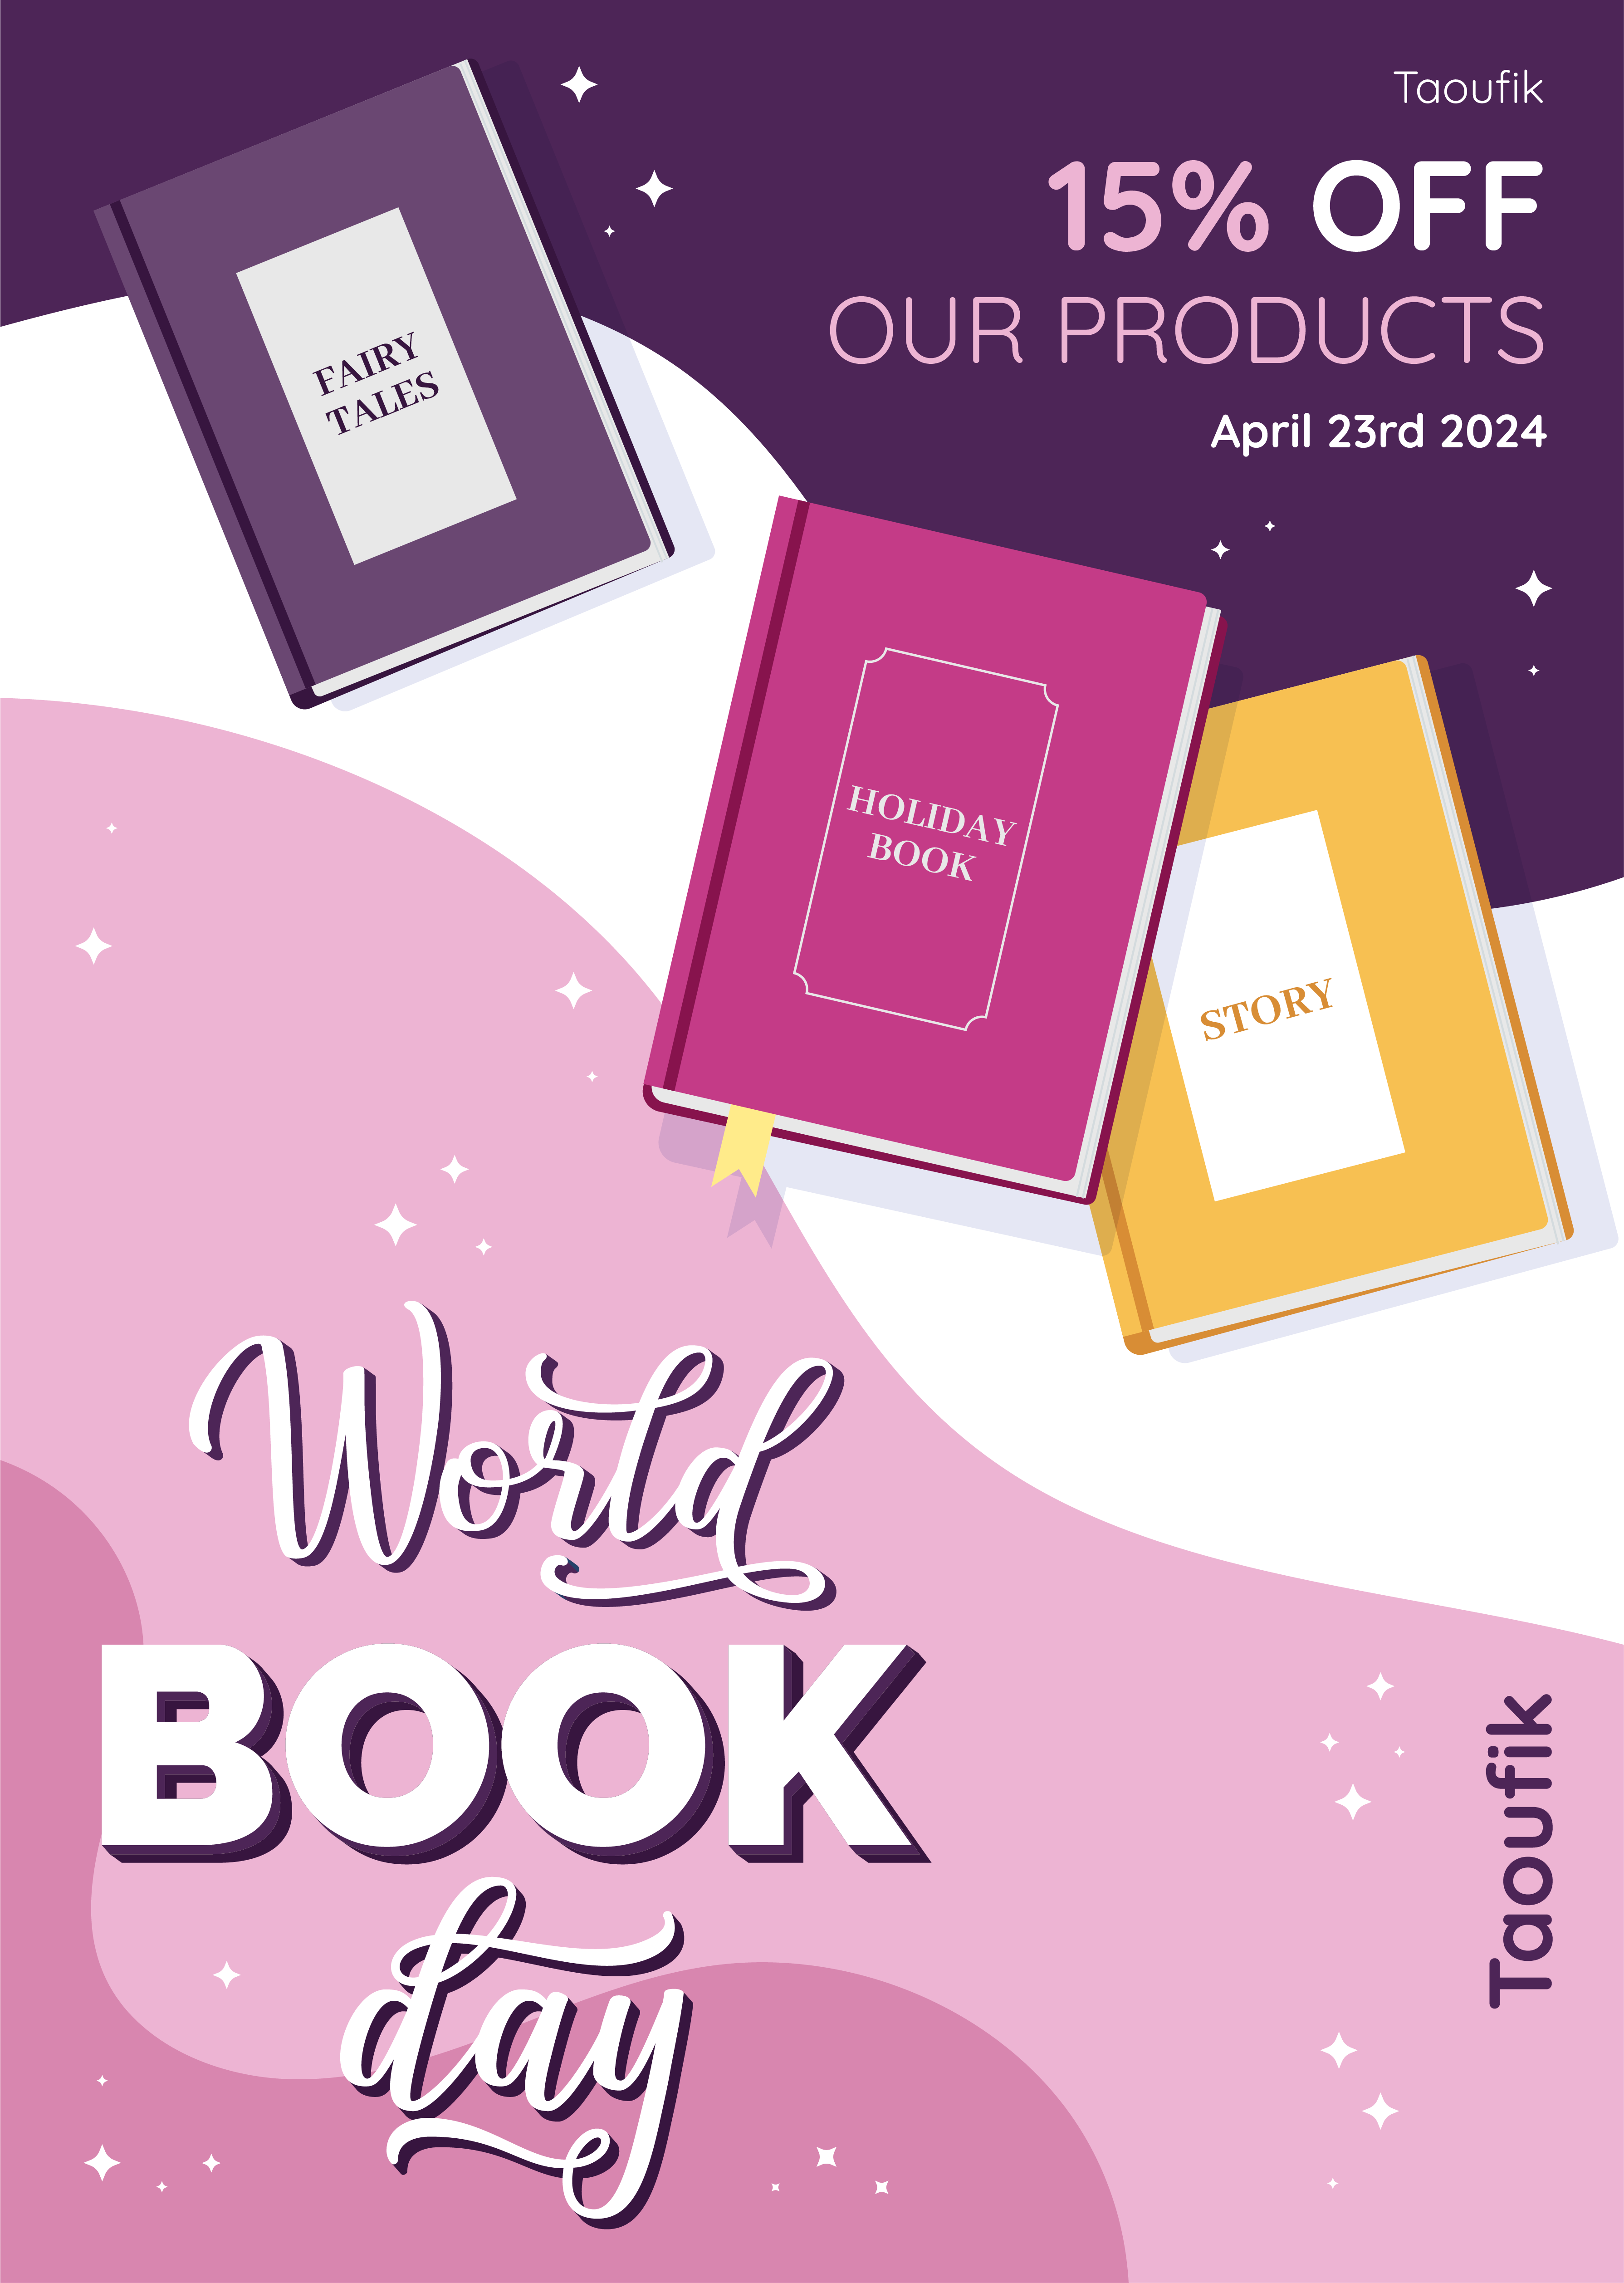 Taoufik
15% OFF
OUR PRODUCTS
April 23rd 2024
FAIRY
TALES
HOLIDAY
BOOK
STORY
World
BOOK
day
Taoufik